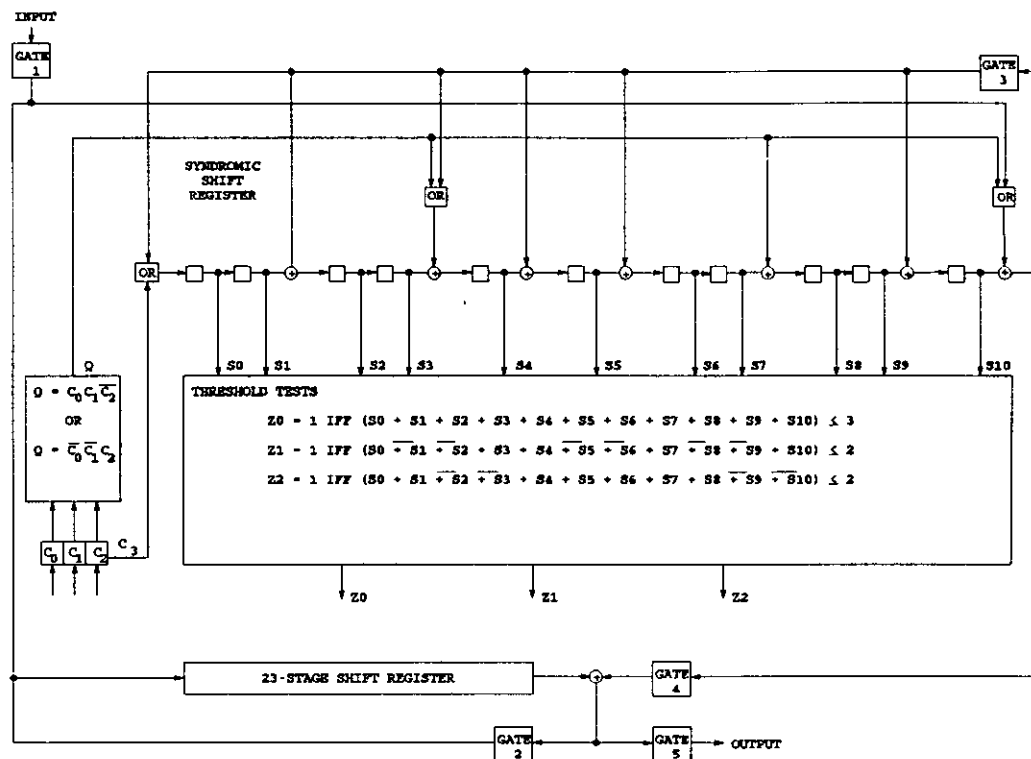 INPUT
GATE 1
GATE 3
SYNDROMIC
SHIFT
REGISTER
OR
OR
OR
S0 S1 S2 S3 S4 S5 S6 S7 S8 S9 S10
Q
Q = C₀C₁C̅₂
OR
Q = C̅₀C̅₁C₂
THRESHOLD TESTS
Z0 = 1 IFF (S0 + S1 + S2 + S3 + S4 + S5 + S6 + S7 + S8 + S9 + S10) ≤ 3
Z1 = 1 IFF (S0 + S̅1̅ + S̅2̅ + S3 + S4 + S̅5̅ + S̅6̅ + S7 + S̅8̅ + S̅9̅ + S10) ≤ 2
Z2 = 1 IFF (S0 + S1 + S̅2̅ + S̅3̅ + S4 + S5 + S6 + S7 + S8 + S̅9̅ + S̅1̅0̅) ≤ 2
C₃
C₀ C₁ C₂
Z0 Z1 Z2
23-STAGE SHIFT REGISTER
GATE 4
GATE 2
GATE 5
OUTPUT